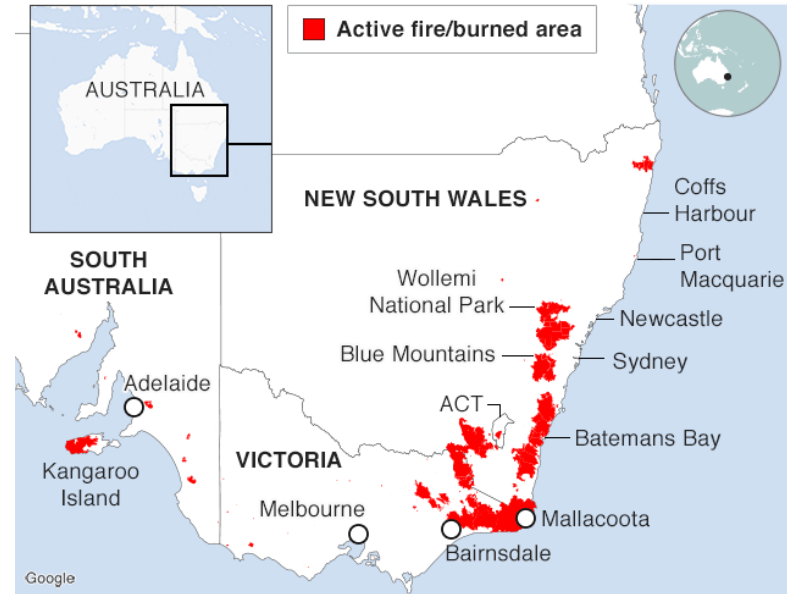 Active fire/burned area
AUSTRALIA
NEW SOUTH WALES
Coffs
Harbour
Port
Macquarie
SOUTH
AUSTRALIA
Wollemi
National Park
Newcastle
Blue Mountains
Sydney
Adelaide
ACT
Batemans Bay
Kangaroo
Island
VICTORIA
Melbourne
Mallacoota
Bairnsdale
Google